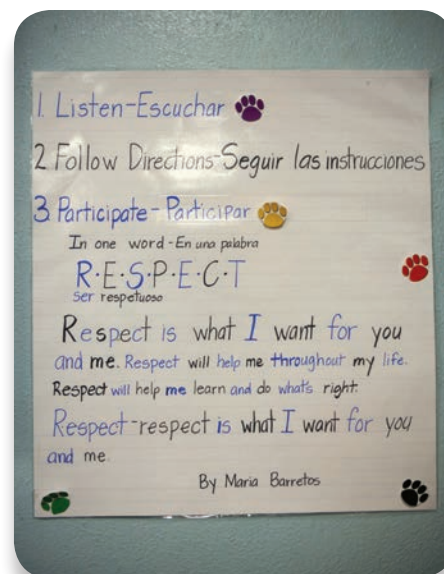 1. Listen-Escuchar
2 Follow Directions-Seguir las instrucciones
3 Participate-Participar
In one word-En una palabra
R·E·S·P·E·C·T
ser respetuoso
Respect is what I want for you
and me. Respect will help me throughout my life.
Respect will help me learn and do what's right.
Respect-respect is what I want for you
and me.
By Maria Barretos